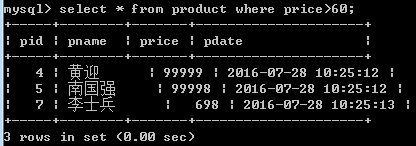 mysql> select * from product where price>60;
+-----+--------+-------+---------------------+
| pid | pname | price | pdate |
+-----+--------+-------+---------------------+
| 4 | 黄迎 | 99999 | 2016-07-28 10:25:12 |
| 5 | 南国强 | 99998 | 2016-07-28 10:25:12 |
| 7 | 李士兵 | 698 | 2016-07-28 10:25:13 |
+-----+--------+-------+---------------------+
3 rows in set (0.00 sec)